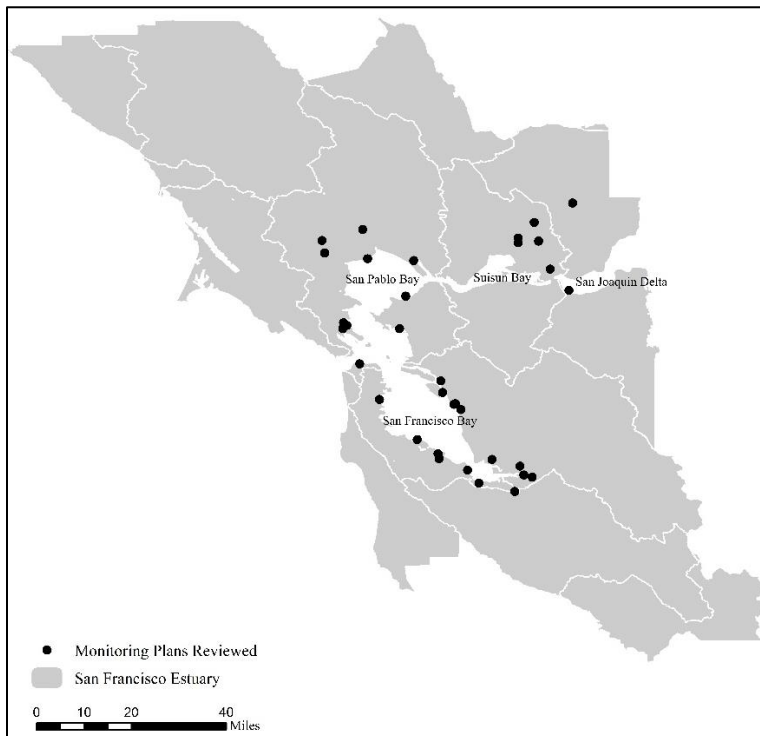 San Pablo Bay
Suisun Bay
San Joaquin Delta
San Francisco Bay
Monitoring Plans Reviewed
San Francisco Estuary
0 10 20 40
Miles